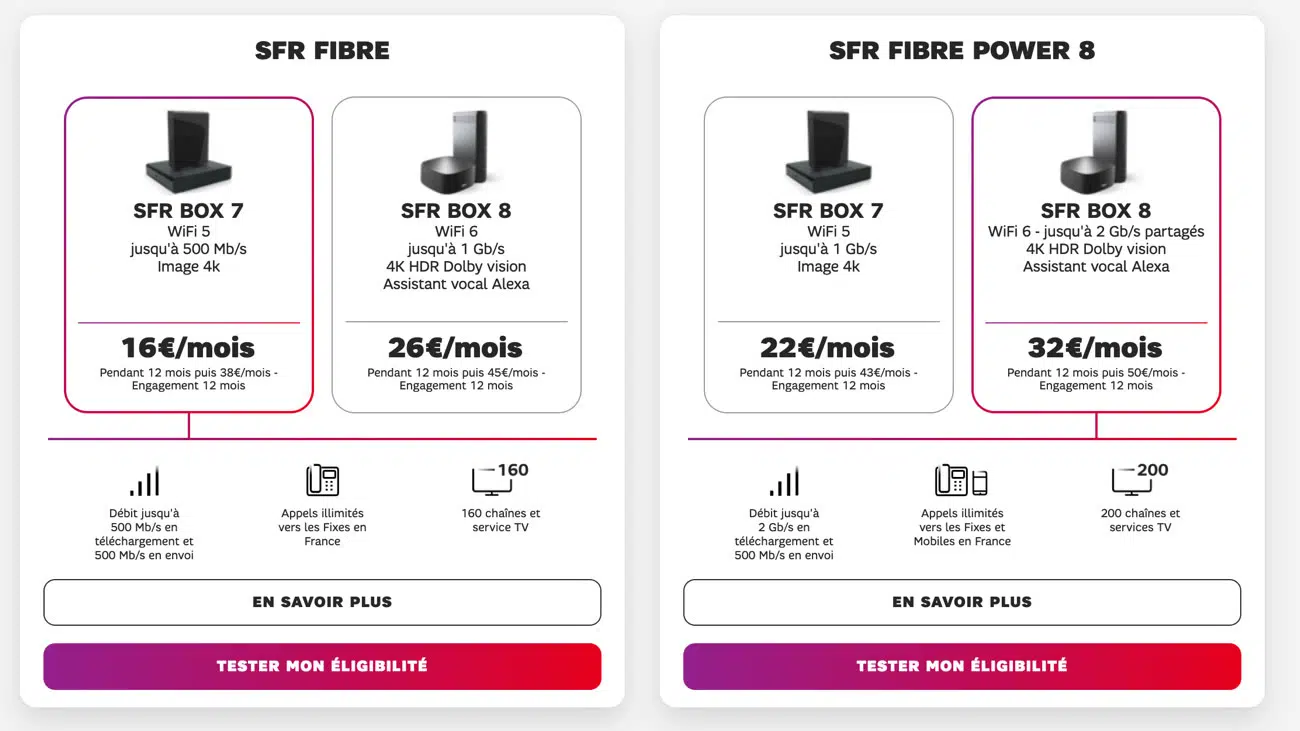 SFR FIBRE
SFR BOX 7
WiFi 5
jusqu'à 500 Mb/s
Image 4k
16€/mois
Pendant 12 mois puis 38€/mois -
Engagement 12 mois
SFR BOX 8
WiFi 6
jusqu'à 1 Gb/s
4K HDR Dolby vision
Assistant vocal Alexa
26€/mois
Pendant 12 mois puis 45€/mois -
Engagement 12 mois
Débit jusqu'à
500 Mb/s en
téléchargement et
500 Mb/s en envoi
Appels illimités
vers les Fixes en
France
160
160 chaînes et
service TV
EN SAVOIR PLUS
TESTER MON ÉLIGIBILITÉ
SFR FIBRE POWER 8
SFR BOX 7
WiFi 5
jusqu'à 1 Gb/s
Image 4k
22€/mois
Pendant 12 mois puis 43€/mois -
Engagement 12 mois
SFR BOX 8
WiFi 6 - jusqu'à 2 Gb/s partagés
4K HDR Dolby vision
Assistant vocal Alexa
32€/mois
Pendant 12 mois puis 50€/mois -
Engagement 12 mois
Débit jusqu'à
2 Gb/s en
téléchargement et
500 Mb/s en envoi
Appels illimités
vers les Fixes et
Mobiles en France
200
200 chaînes et
services TV
EN SAVOIR PLUS
TESTER MON ÉLIGIBILITÉ